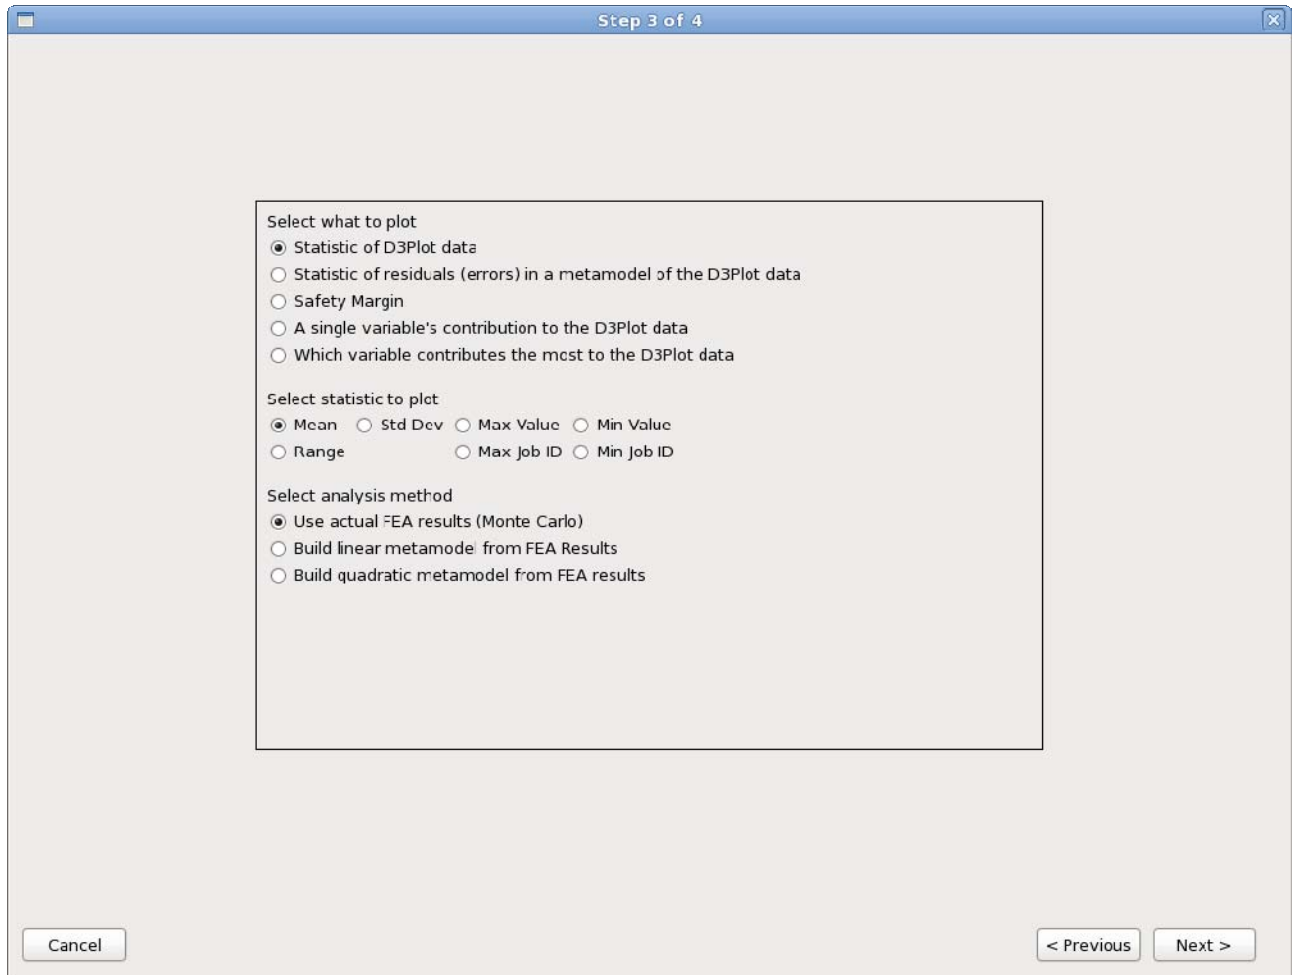 Step 3 of 4
Select what to plot
Statistic of D3Plot data
Statistic of residuals (errors) in a metamodel of the D3Plot data
Safety Margin
A single variable's contribution to the D3Plot data
Which variable contributes the most to the D3Plot data
Select statistic to plot
Mean Std Dev Max Value Min Value
Range Max Job ID Min Job ID
Select analysis method
Use actual FEA results (Monte Carlo)
Build linear metamodel from FEA Results
Build quadratic metamodel from FEA results
Cancel < Previous Next >